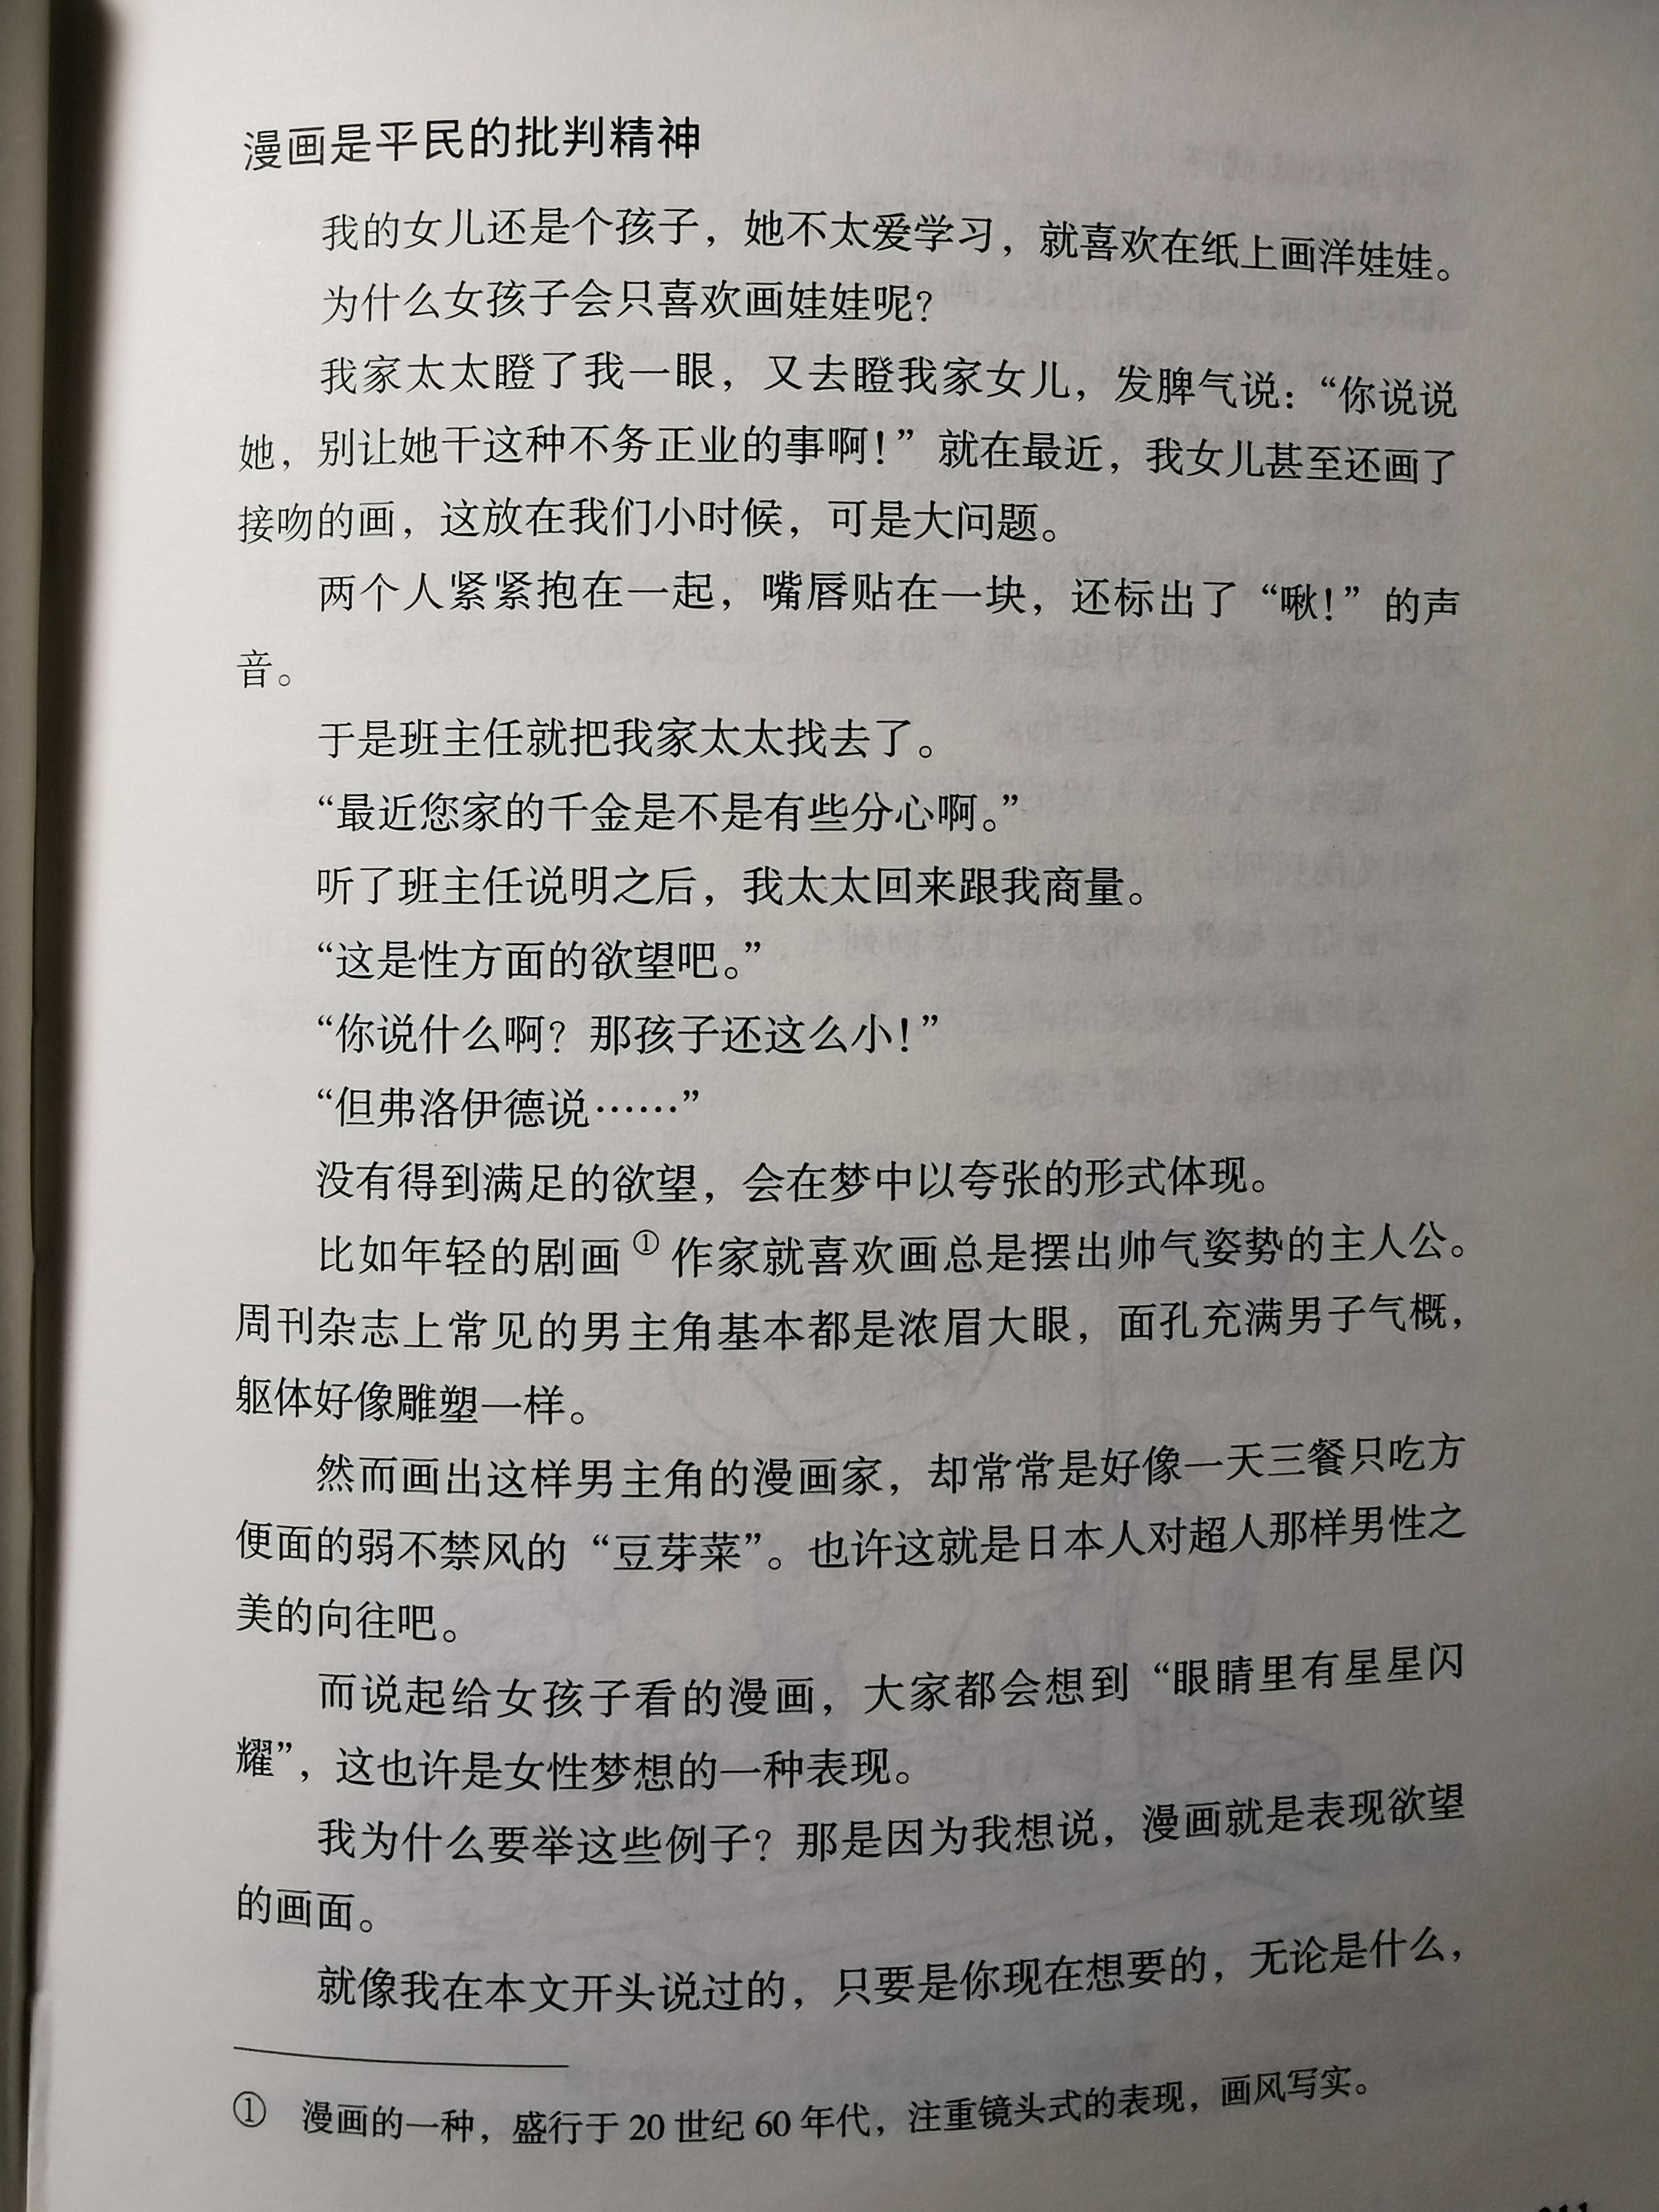 漫画是平民的批判精神
我的女儿还是个孩子，她不太爱学习，就喜欢在纸上画洋娃娃。
为什么女孩子会只喜欢画娃娃呢？
我家太太瞪了我一眼，又去瞪我家女儿，发脾气说：“你说说
她，别让她干这种不务正业的事啊！”就在最近，我女儿甚至还画了
接吻的画，这放在我们小时候，可是大问题。
两个人紧紧抱在一起，嘴唇贴在一块，还标出了“啾！”的声
音。
于是班主任就把我家太太找去了。
“最近您家的千金是不是有些分心啊。”
听了班主任说明之后，我太太回来跟我商量。
“这是性方面的欲望吧。”
“你说什么啊？那孩子还这么小！”
“但弗洛伊德说……”
没有得到满足的欲望，会在梦中以夸张的形式体现。
比如年轻的剧画①作家就喜欢画总是摆出帅气姿势的主人公。
周刊杂志上常见的男主角基本都是浓眉大眼，面孔充满男子气概，
躯体好像雕塑一样。
然而画出这样男主角的漫画家，却常常是好像一天三餐只吃方
便面的弱不禁风的“豆芽菜”。也许这就是日本人对超人那样男性之
美的向往吧。
而说起给女孩子看的漫画，大家都会想到“眼睛里有星星闪
耀”，这也许是女性梦想的一种表现。
我为什么要举这些例子？那是因为我想说，漫画就是表现欲望
的画面。
就像我在本文开头说过的，只要是你现在想要的，无论是什么，
① 漫画的一种，盛行于 20 世纪 60 年代，注重镜头式的表现，画风写实。